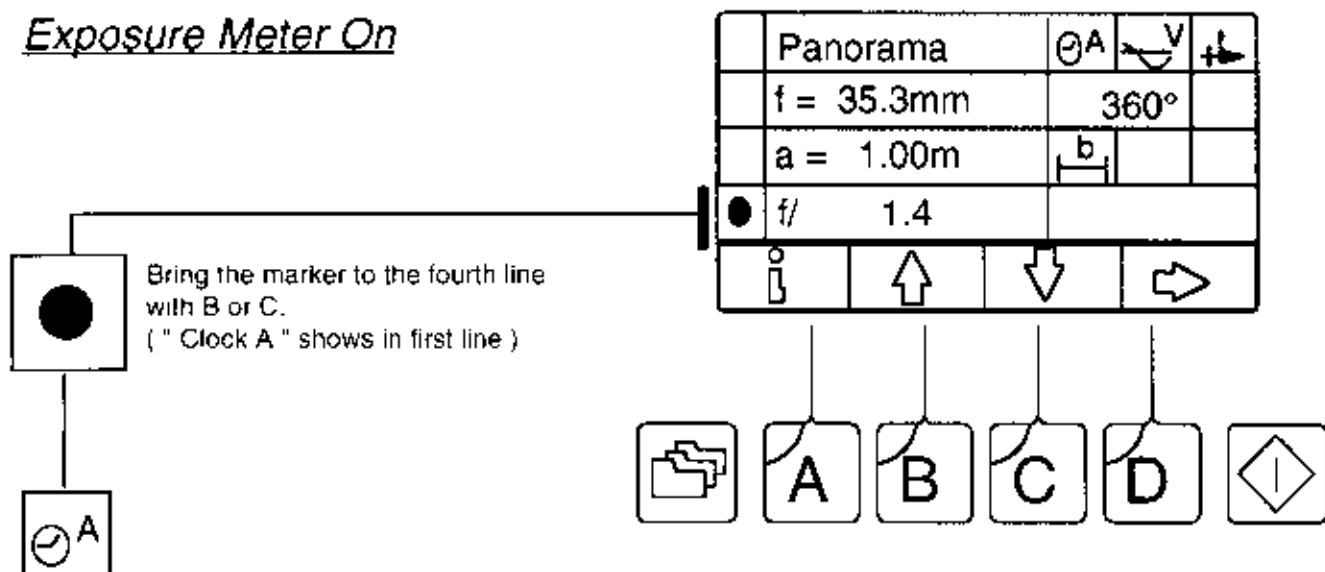 Exposure Meter On
Panorama A V t
f = 35.3mm 360°
a = 1.00m b
f/ 1.4
i
Bring the marker to the fourth line
with B or C.
( " Clock A " shows in first line )
A B C D
A